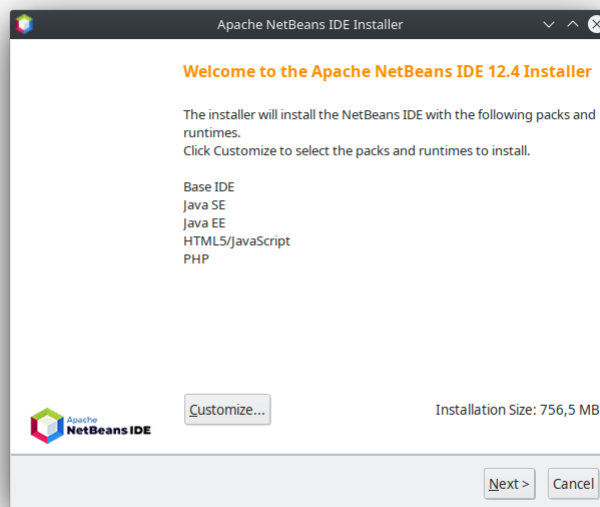 Apache NetBeans IDE Installer
Welcome to the Apache NetBeans IDE 12.4 Installer
The installer will install the NetBeans IDE with the following packs and
runtimes.
Click Customize to select the packs and runtimes to install.
Base IDE
Java SE
Java EE
HTML5/JavaScript
PHP
Customize...
Installation Size: 756,5 MB
Apache
NetBeans IDE
Next >
Cancel